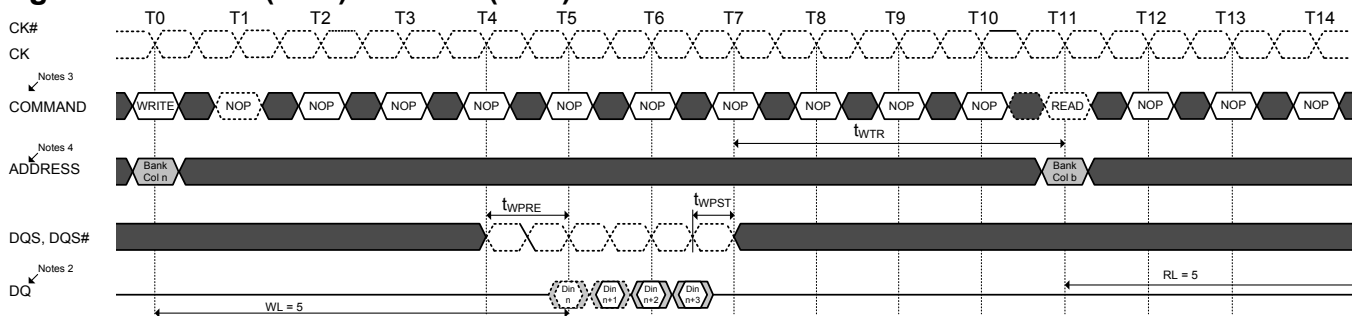 T0 T1 T2 T3 T4 T5 T6 T7 T8 T9 T10 T11 T12 T13 T14
CK#
CK
Notes 3
COMMAND WRITE NOP NOP NOP NOP NOP NOP NOP NOP NOP NOP READ NOP NOP NOP
tWTR
Notes 4
ADDRESS
Bank
Col n
Bank
Col b
tWPRE
tWPST
DQS, DQS#
Notes 2
DQ
Din
n
Din
n+1
Din
n+2
Din
n+3
RL = 5
WL = 5